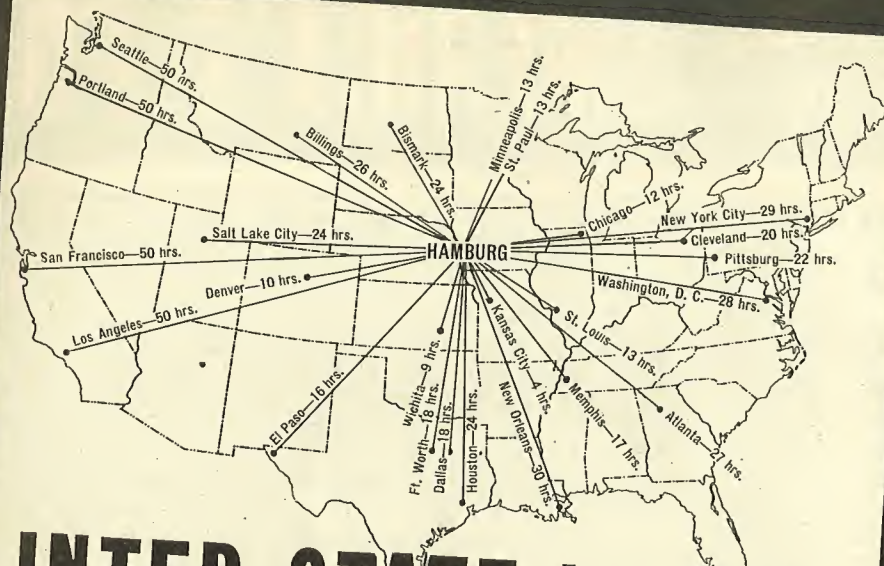 Seattle—50 hrs.
Portland—50 hrs.
Billings—26 hrs.
Bismark—24 hrs.
Minneapolis—13 hrs.
St. Paul—13 hrs.
Chicago—12 hrs.
New York City—29 hrs.
Cleveland—20 hrs.
Pittsburg—22 hrs.
Washington, D. C.—28 hrs.
Salt Lake City—24 hrs.
HAMBURG
San Francisco—50 hrs.
Denver—10 hrs.
Los Angeles—50 hrs.
El Paso—16 hrs.
Wichita—9 hrs.
Ft. Worth—18 hrs.
Dallas—18 hrs.
Houston—24 hrs.
Kansas City—4 hrs.
New Orleans—30 hrs.
St. Louis—13 hrs.
Memphis—17 hrs.
Atlanta—27 hrs.
INTER-STATE